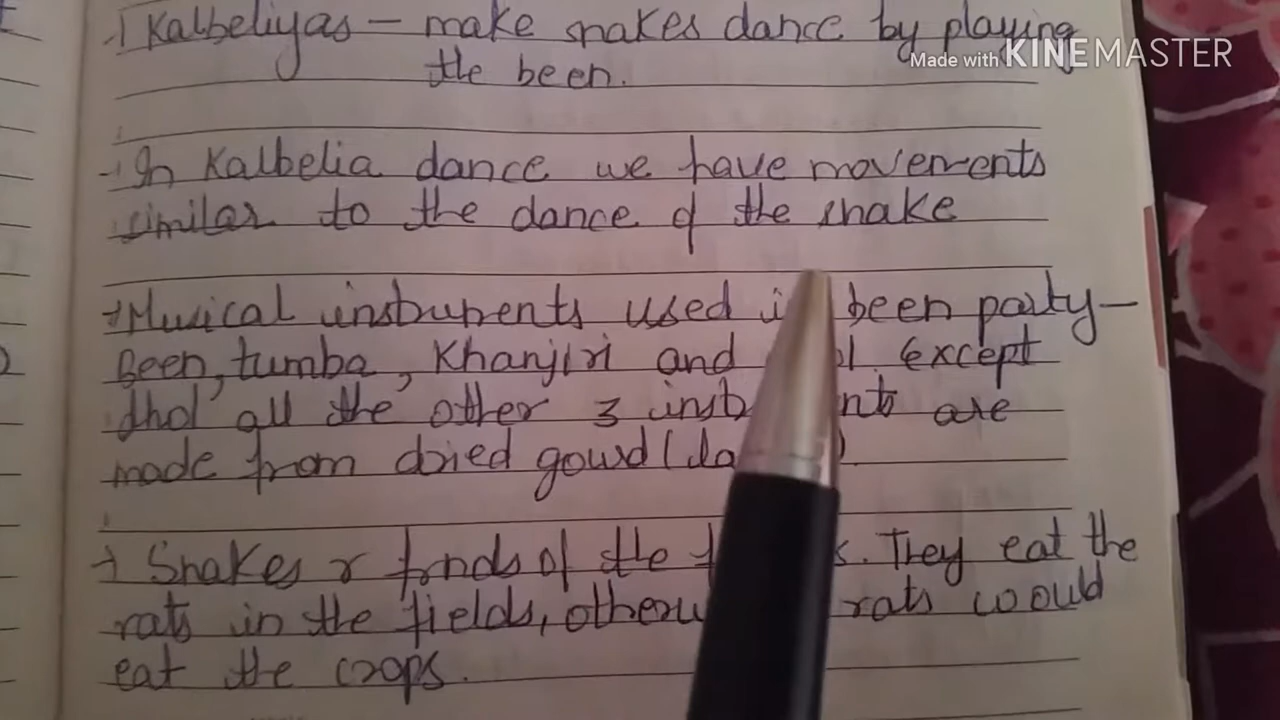 Kalbeliyas – make snakes dance by playing
the been.
Made with KINEMASTER
In Kalbelia dance we have movements
similar to the dance of the snake
Musical instruments used been party –
Been, tumba, Khanjiri and Except
dhol all the other 3 are
made from dried gourd (
Snakes r frnds of the They eat the
rats in the fields, rats would
eat the crops.